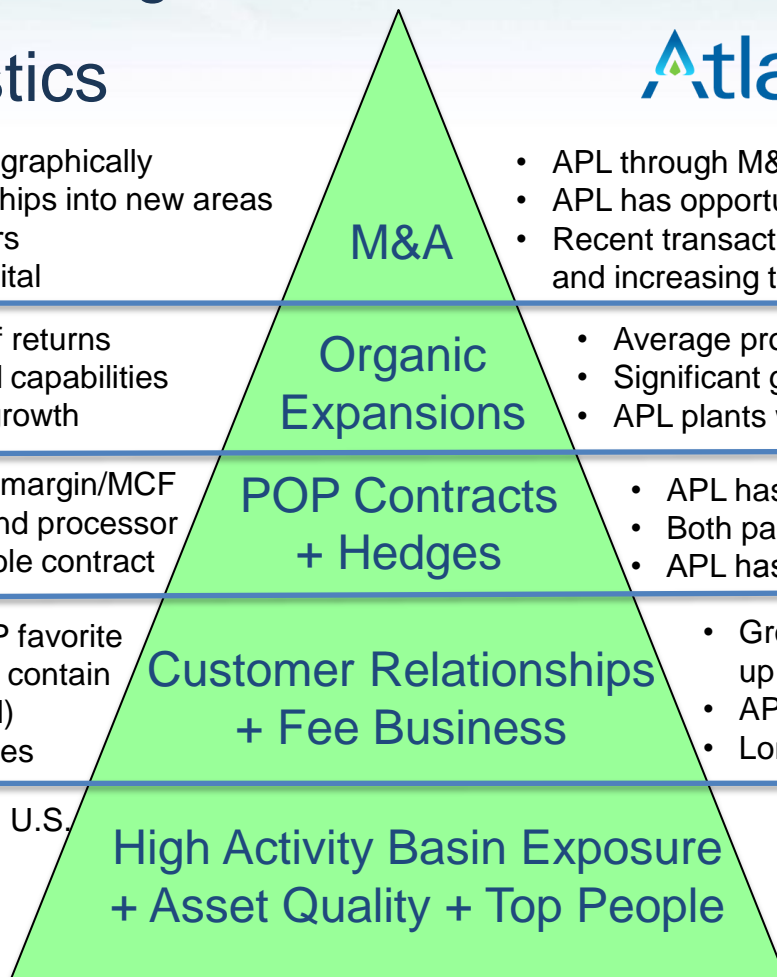 stics
Atla
graphically
hips into new areas
rs
ital
M&A
• APL through M&
• APL has opportu
• Recent transact
and increasing t
f returns
l capabilities
rowth
Organic
Expansions
• Average pro
• Significant g
• APL plants
margin/MCF
nd processor
ple contract
POP Contracts
+ Hedges
• APL has
• Both pa
• APL has
P favorite
contain
)
es
Customer Relationships
+ Fee Business
• Gro
up
• AP
• Lon
U.S.
High Activity Basin Exposure
+ Asset Quality + Top People